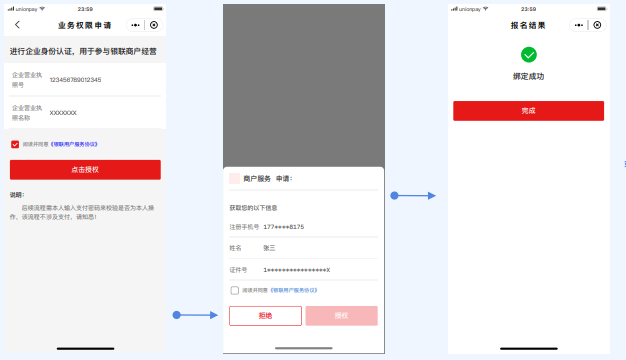 unionpay
23:59
业务权限申请
进行企业身份认证，用于参与银联商户经营
企业营业执照号
123456789012345
企业营业执照名称
XXXXXXX
阅读并同意《银联用户服务协议》
点击授权
说明：
后续流程需本人输入支付密码来校验是否为本人操作，该流程不涉及支付，请知悉！
商户服务 申请：
获取您的以下信息
注册手机号 177****8175
姓名 张三
证件号 1****************X
阅读并同意《银联用户服务协议》
拒绝
授权
unionpay
23:59
报名结果
绑定成功
完成